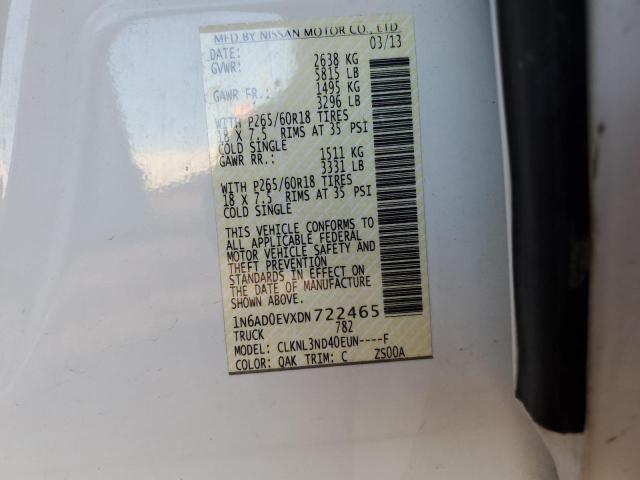 MFD BY NISSAN MOTOR CO., LTD
DATE: 03/13
GVWR: 2638 KG
5815 LB
GAWR FR.: 1495 KG
3296 LB
WITH P265/60R18 TIRES
18 X 7.5 RIMS AT 35 PSI
COLD SINGLE
GAWR RR.: 1511 KG
3331 LB
WITH P265/60R18 TIRES
18 X 7.5 RIMS AT 35 PSI
COLD SINGLE
THIS VEHICLE CONFORMS TO
ALL APPLICABLE FEDERAL
MOTOR VEHICLE SAFETY AND
THEFT PREVENTION
STANDARDS IN EFFECT ON
THE DATE OF MANUFACTURE
SHOWN ABOVE.
1N6AD0EVXDN722465
TRUCK 782
MODEL: CLKNL3ND40EUN----F
COLOR: QAK TRIM: C ZS00A